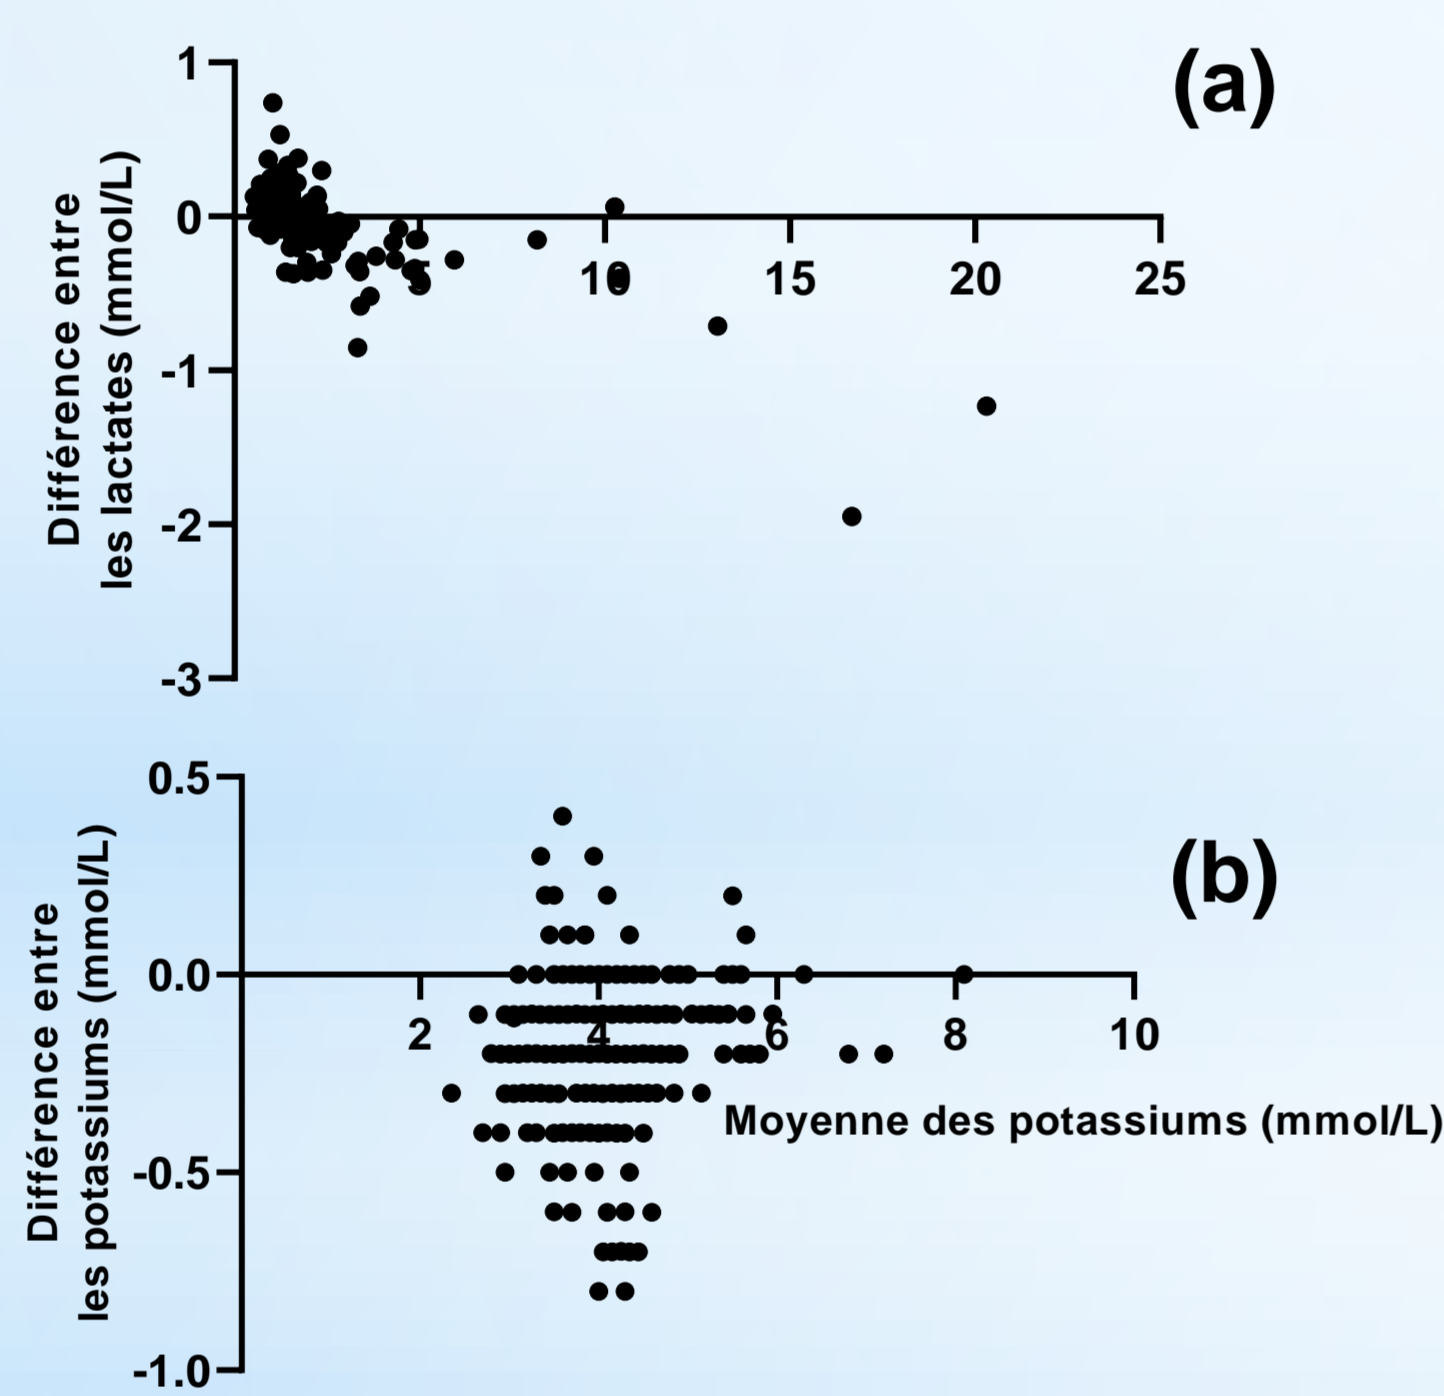 (a)
1
0
-1
-2
-3
5
10
15
20
25
Différence entre
les lactates (mmol/L)
(b)
0.5
0.0
-0.5
-1.0
2
4
6
8
10
Différence entre
les potassiums (mmol/L)
Moyenne des potassiums (mmol/L)